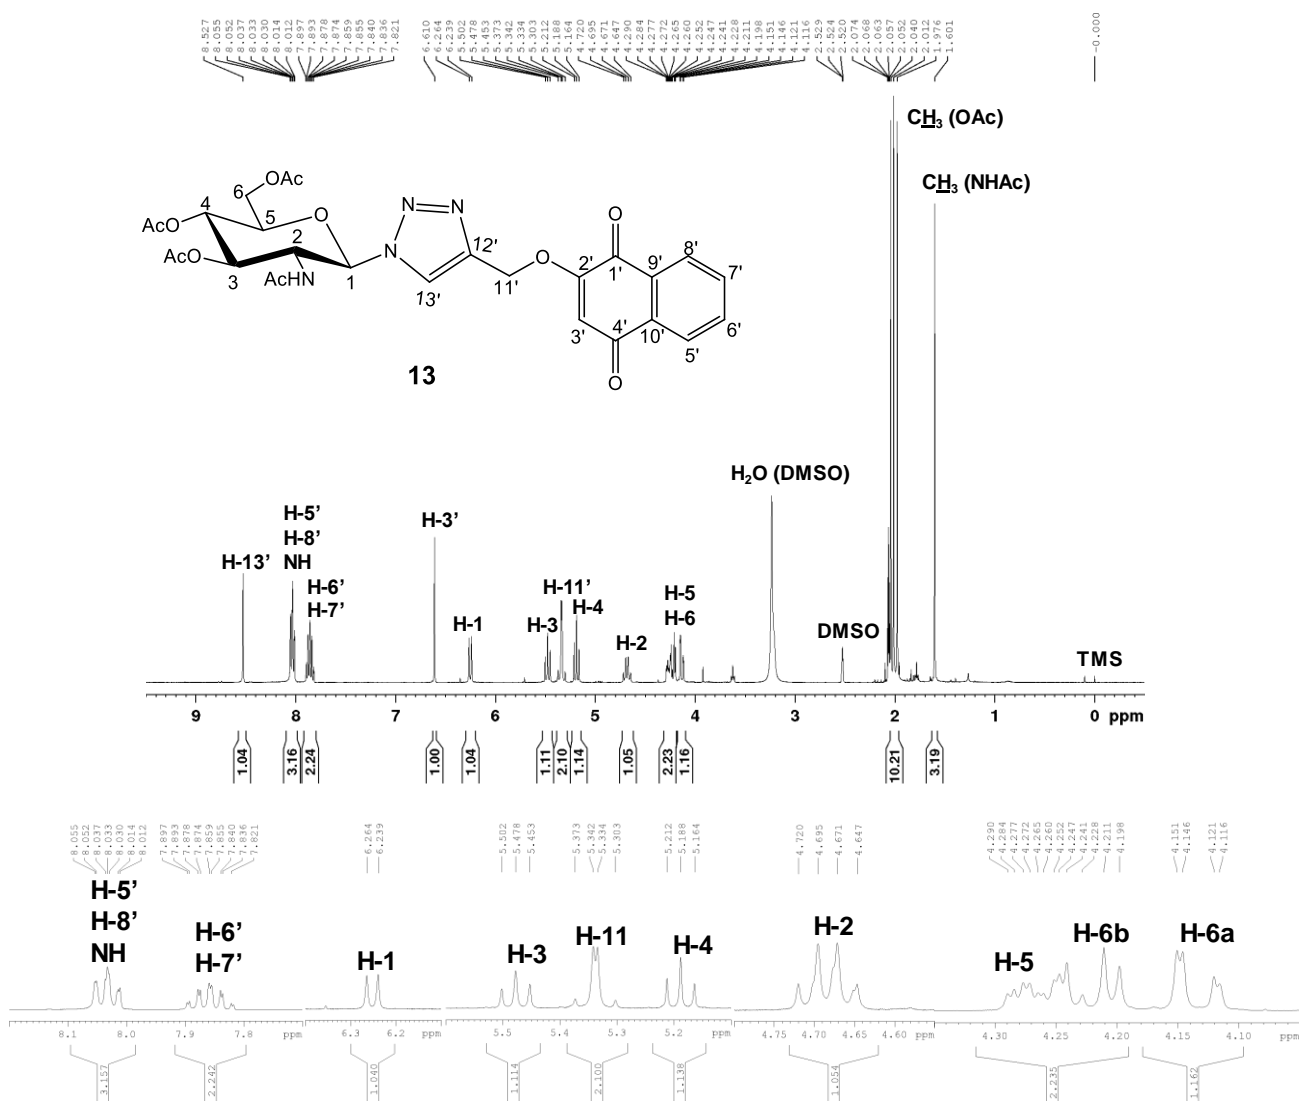 8.527
8.055
8.052
8.037
8.033
8.030
8.014
8.012
7.897
7.893
7.878
7.874
7.859
7.855
7.840
7.836
7.821
6.610
6.264
6.239
5.502
5.478
5.453
5.373
5.342
5.334
5.303
5.212
5.188
5.164
4.720
4.695
4.671
4.647
4.290
4.284
4.277
4.272
4.265
4.260
4.252
4.247
4.241
4.228
4.211
4.198
4.151
4.146
4.121
4.116
2.529
2.524
2.520
2.074
2.068
2.063
2.057
2.052
2.040
2.012
1.976
1.601
-0.000
CH3 (OAc)
CH3 (NHAc)
6 OAc
4
AcO
5
O
2
AcO
3
AcHN
1
N N
N
12'
13'
11'
O
O
2'
1'
9'
8'
7'
3'
4'
10'
6'
5'
O
13
H2O (DMSO)
H-13'
H-5'
H-8'
NH
H-6'
H-7'
H-3'
H-1
H-3
H-11'
H-4
H-2
H-5
H-6
DMSO
TMS
9 8 7 6 5 4 3 2 1 0 ppm
1.04 3.16 2.24 1.00 1.04 1.11 2.10 1.14 1.05 2.23 1.16 10.21 3.19
8.055
8.052
8.037
8.033
8.030
8.014
8.012
7.897
7.893
7.878
7.874
7.859
7.855
7.840
7.836
7.821
6.264
6.239
5.502
5.478
5.453
5.373
5.342
5.334
5.303
5.212
5.188
5.164
4.720
4.695
4.671
4.647
4.290
4.284
4.277
4.272
4.265
4.260
4.252
4.247
4.241
4.228
4.211
4.198
4.151
4.146
4.121
4.116
H-5'
H-8'
NH
H-6'
H-7'
H-1
H-3
H-11
H-4
H-2
H-5
H-6b
H-6a
8.1 8.0 7.9 7.8 ppm
6.3 6.2 ppm
5.5 5.4 5.3 5.2 ppm
4.75 4.70 4.65 4.60 ppm
4.30 4.25 4.20 4.15 4.10 ppm
3.157 2.242 1.040 1.114 2.100 1.138 1.054 2.235 1.162